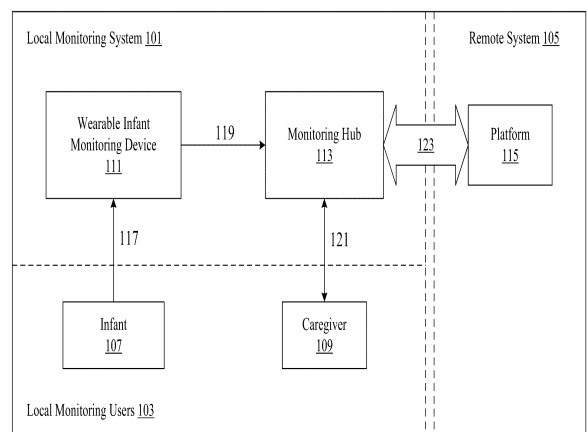 Local Monitoring System 101
Remote System 105
Wearable Infant
Monitoring Device
111
119
Monitoring Hub
113
123
Platform
115
117
121
Infant
107
Caregiver
109
Local Monitoring Users 103